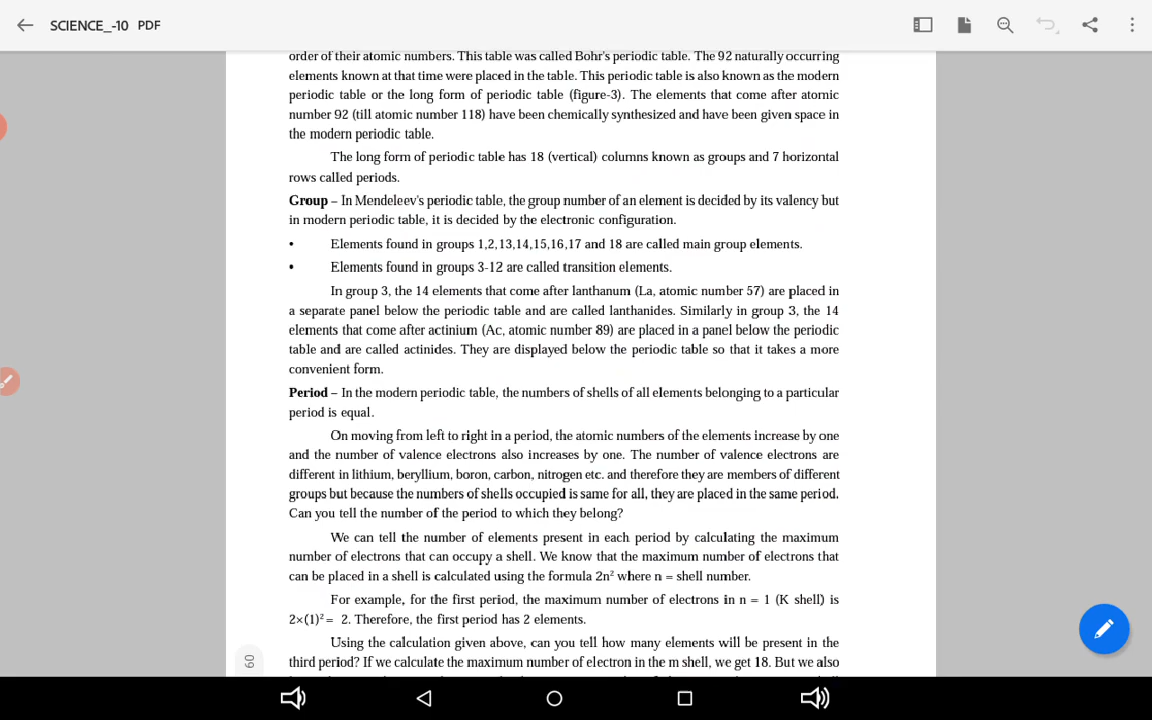 SCIENCE_-10 PDF
order of their atomic numbers. This table was called Bohr's periodic table. The 92 naturally occurring
elements known at that time were placed in the table. This periodic table is also known as the modern
periodic table or the long form of periodic table (figure-3). The elements that come after atomic
number 92 (till atomic number 118) have been chemically synthesized and have been given space in
the modern periodic table.
The long form of periodic table has 18 (vertical) columns known as groups and 7 horizontal
rows called periods.
Group – In Mendeleev's periodic table, the group number of an element is decided by its valency but
in modern periodic table, it is decided by the electronic configuration.
• Elements found in groups 1,2,13,14,15,16,17 and 18 are called main group elements.
• Elements found in groups 3-12 are called transition elements.
In group 3, the 14 elements that come after lanthanum (La, atomic number 57) are placed in
a separate panel below the periodic table and are called lanthanides. Similarly in group 3, the 14
elements that come after actinium (Ac, atomic number 89) are placed in a panel below the periodic
table and are called actinides. They are displayed below the periodic table so that it takes a more
convenient form.
Period – In the modern periodic table, the numbers of shells of all elements belonging to a particular
period is equal.
On moving from left to right in a period, the atomic numbers of the elements increase by one
and the number of valence electrons also increases by one. The number of valence electrons are
different in lithium, beryllium, boron, carbon, nitrogen etc. and therefore they are members of different
groups but because the numbers of shells occupied is same for all, they are placed in the same period.
Can you tell the number of the period to which they belong?
We can tell the number of elements present in each period by calculating the maximum
number of electrons that can occupy a shell. We know that the maximum number of electrons that
can be placed in a shell is calculated using the formula 2n² where n = shell number.
For example, for the first period, the maximum number of electrons in n = 1 (K shell) is
2×(1)² = 2. Therefore, the first period has 2 elements.
Using the calculation given above, can you tell how many elements will be present in the
third period? If we calculate the maximum number of electron in the m shell, we get 18. But we also
60